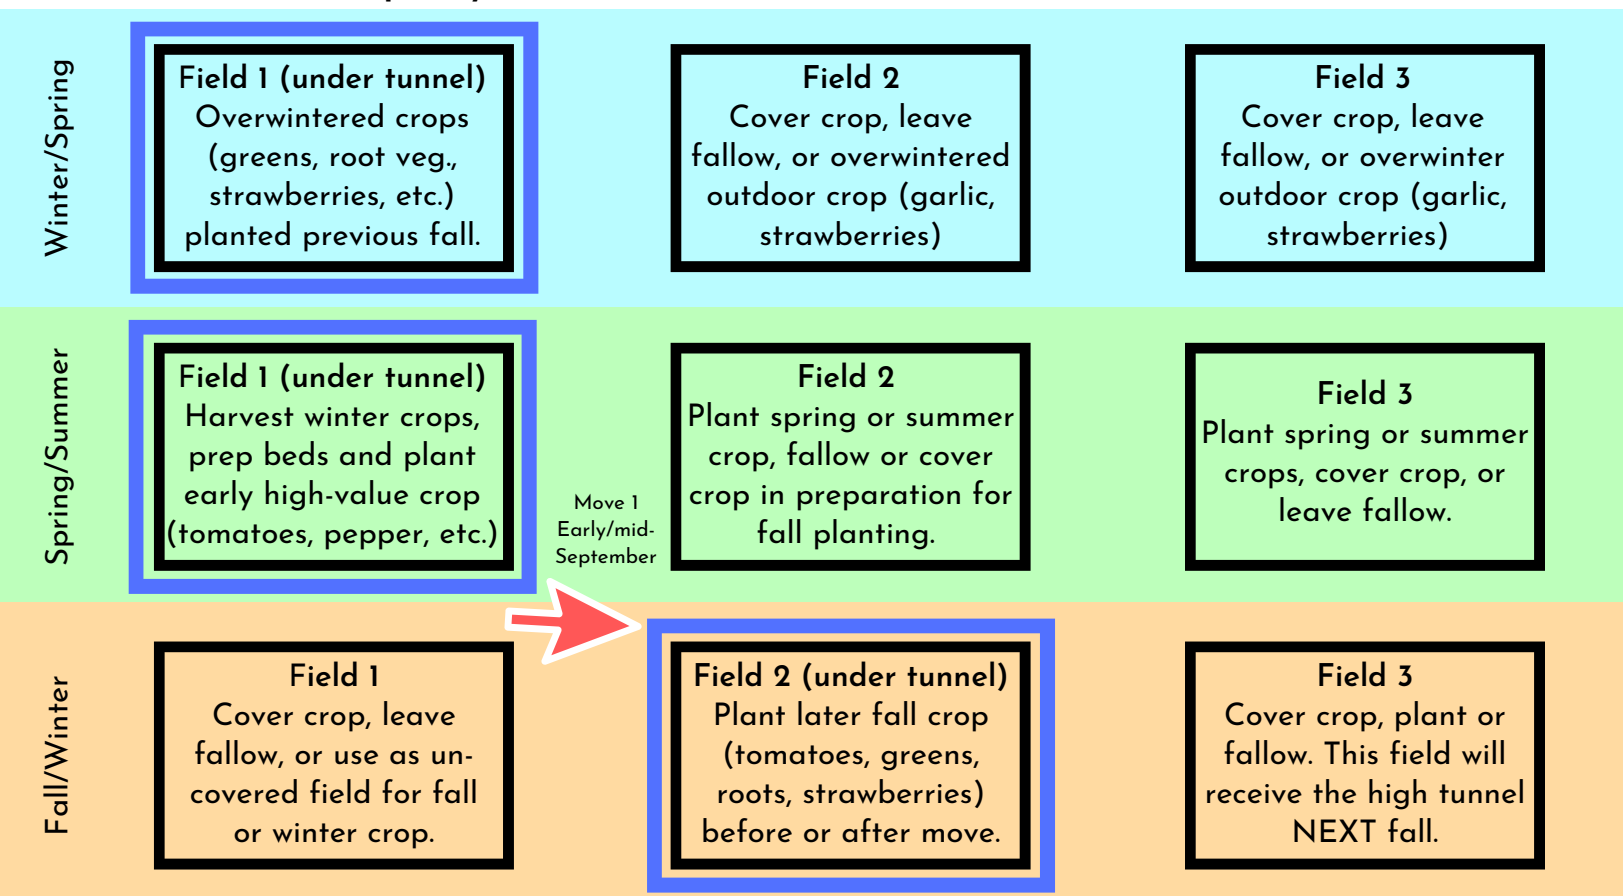 Winter/Spring
Field 1 (under tunnel)
Overwintered crops
(greens, root veg.,
strawberries, etc.)
planted previous fall.
Field 2
Cover crop, leave
fallow, or overwintered
outdoor crop (garlic,
strawberries)
Field 3
Cover crop, leave
fallow, or overwinter
outdoor crop (garlic,
strawberries)
Spring/Summer
Field 1 (under tunnel)
Harvest winter crops,
prep beds and plant
early high-value crop
(tomatoes, pepper, etc.)
Move 1
Early/mid-
September
Field 2
Plant spring or summer
crop, fallow or cover
crop in preparation for
fall planting.
Field 3
Plant spring or summer
crops, cover crop, or
leave fallow.
Fall/Winter
Field 1
Cover crop, leave
fallow, or use as un-
covered field for fall
or winter crop.
Field 2 (under tunnel)
Plant later fall crop
(tomatoes, greens,
roots, strawberries)
before or after move.
Field 3
Cover crop, plant or
fallow. This field will
receive the high tunnel
NEXT fall.